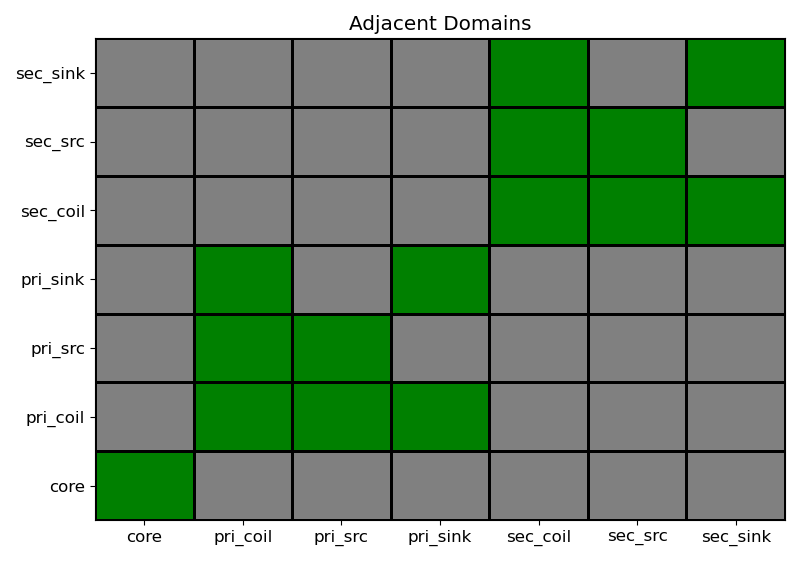 Adjacent Domains
sec_sink
sec_src
sec_coil
pri_sink
pri_src
pri_coil
core
core pri_coil pri_src pri_sink sec_coil sec_src sec_sink